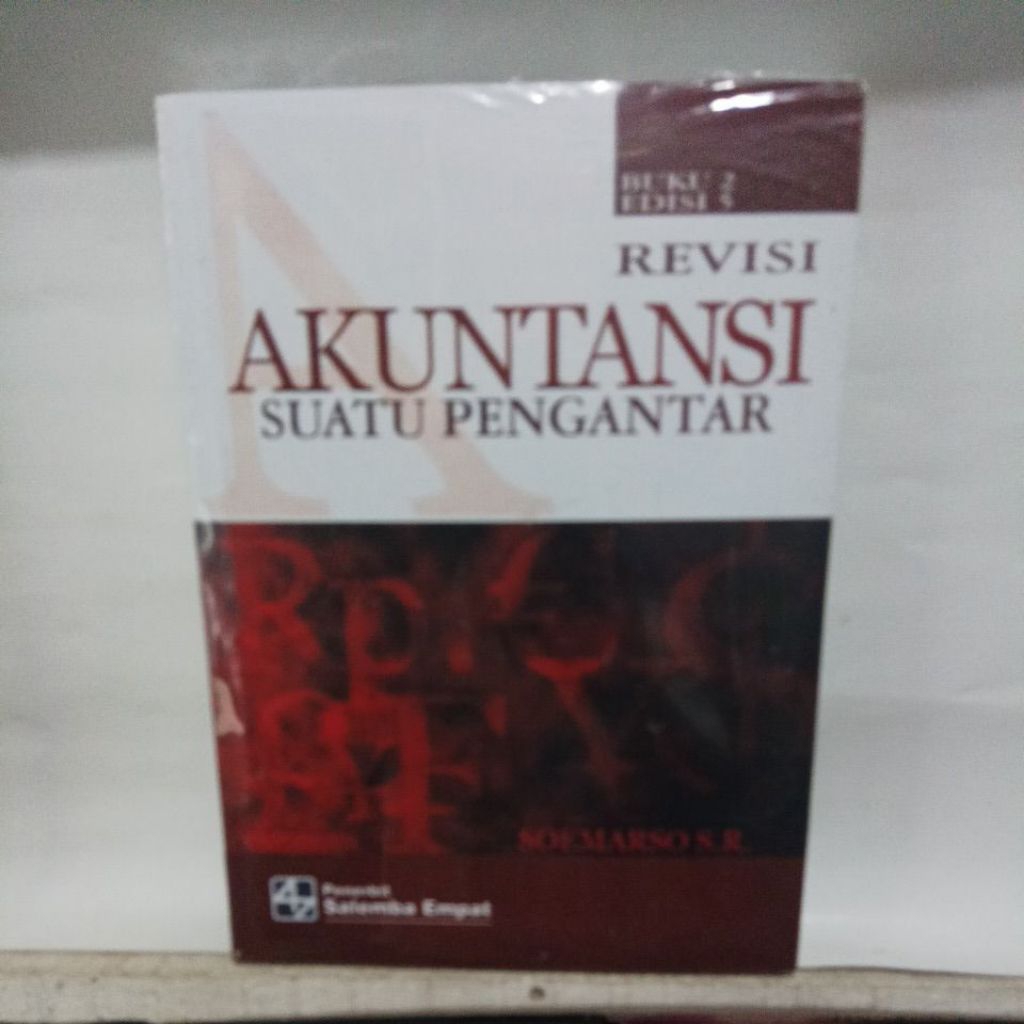 BUKU 2
EDISI 5
REVISI
AKUNTANSI
SUATU PENGANTAR
SOEMARSO S.R.
Penerbit
Salemba Empat